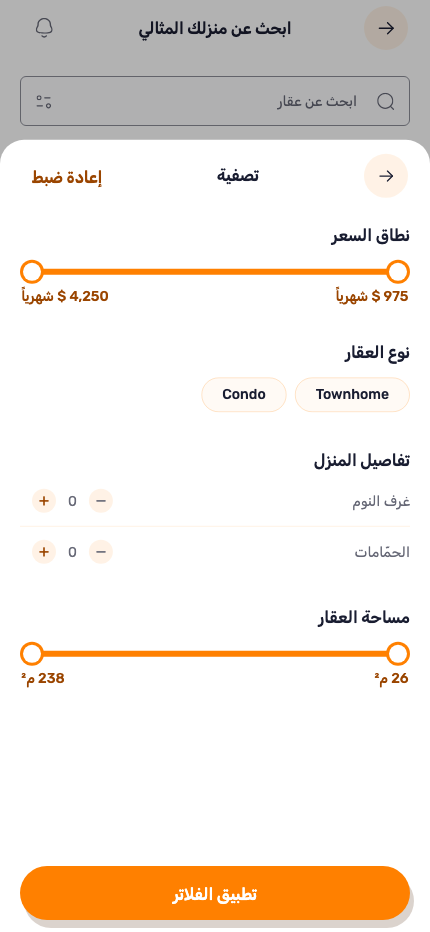 ابحث عن منزلك المثالي
ابحث عن عقار
تصفية
إعادة ضبط
نطاق السعر
975 $ شهرياً
4,250 $ شهرياً
نوع العقار
Townhome
Condo
تفاصيل المنزل
غرف النوم
− 0 +
الحمّامات
− 0 +
مساحة العقار
26 م²
238 م²
تطبيق الفلاتر